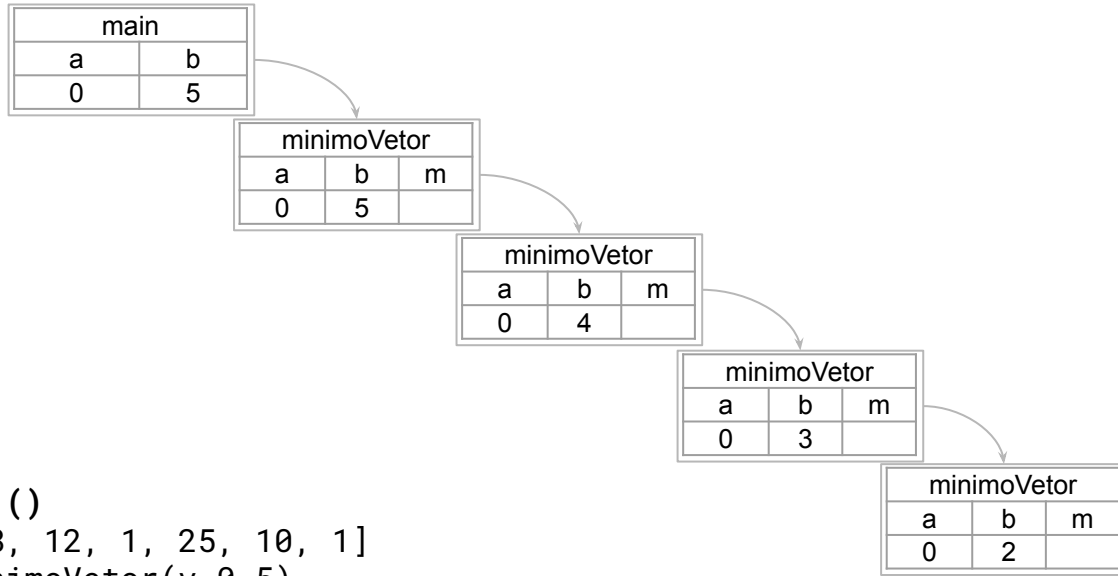 main
a b
0 5
minimoVetor
a b m
0 5
minimoVetor
a b m
0 4
minimoVetor
a b m
0 3
minimoVetor
a b m
0 2
()
, 12, 1, 25, 10, 1]